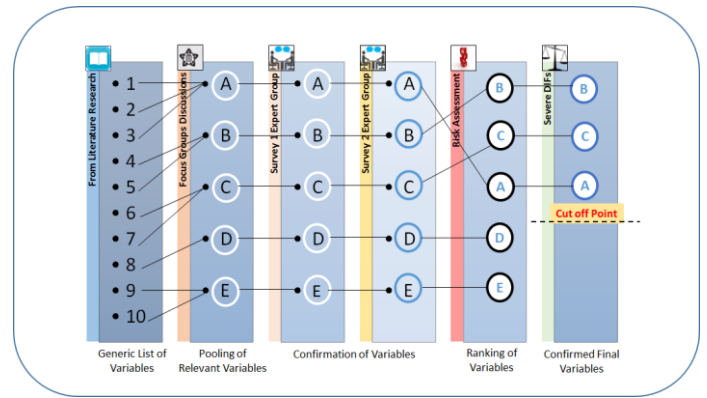 From Literature Research
1
2
3
4
5
6
7
8
9
10
Generic List of
Variables
Focus Groups Discussions
A
B
C
D
E
Pooling of
Relevant Variables
Survey 1 Expert Group
A
B
C
D
E
Survey 2 Expert Group
A
B
C
D
E
Confirmation of Variables
Risk Assessment
B
C
A
D
E
Ranking of
Variables
Severe DIFs
B
C
A
Cut off Point
Confirmed Final
Variables